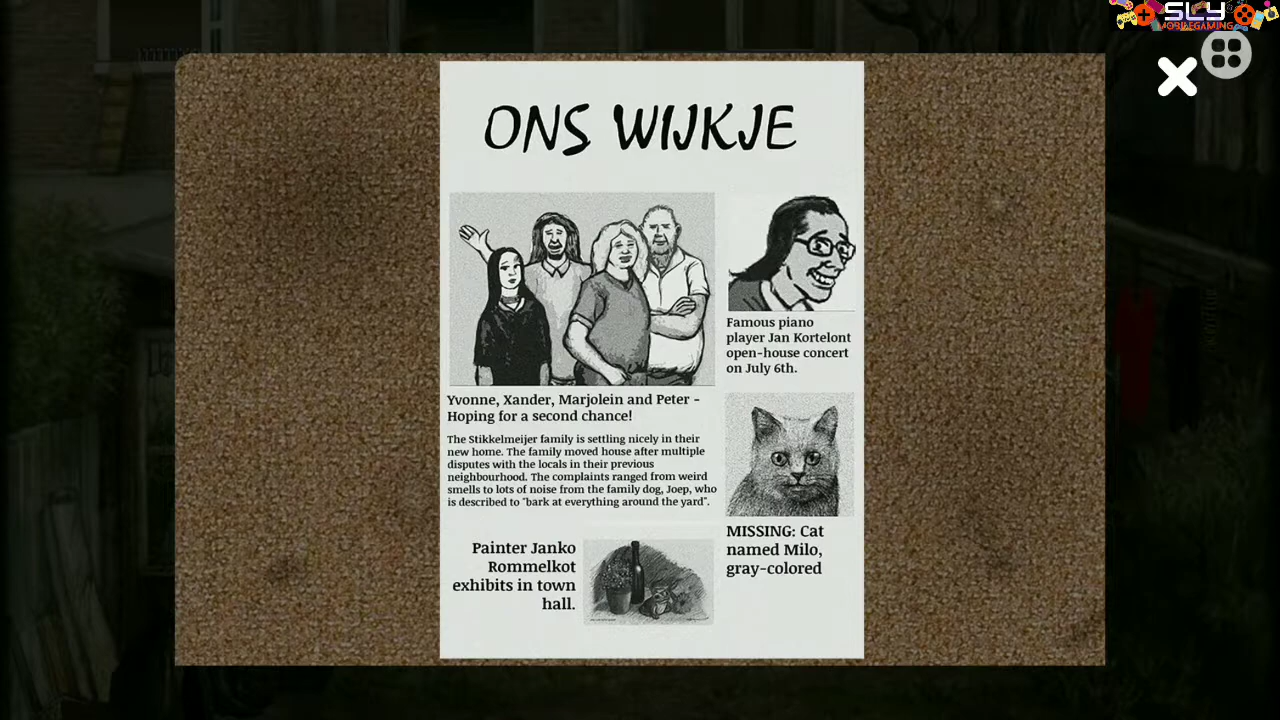 SLY
MOBILEGAMING
ONS WIJKJE
Yvonne, Xander, Marjolein and Peter -
Hoping for a second chance!
The Stikkelmeijer family is settling nicely in their
new home. The family moved house after multiple
disputes with the locals in their previous
neighbourhood. The complaints ranged from weird
smells to lots of noise from the family dog, Joep, who
is described to "bark at everything around the yard".
Painter Janko
Rommelkot
exhibits in town
hall.
Famous piano
player Jan Kortelont
open-house concert
on July 6th.
MISSING: Cat
named Milo,
gray-colored